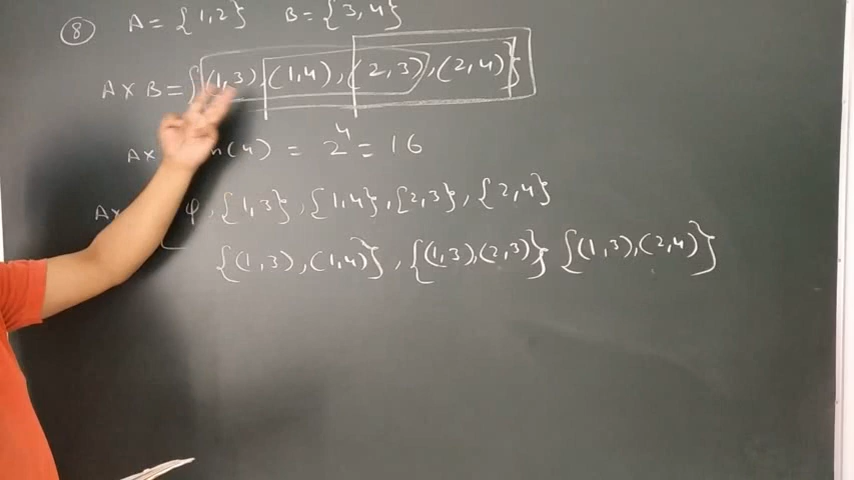 8 A = {1,2} B = {3,4}
A × B = {(1,3), (1,4), (2,3), (2,4)}
A× n(4) = 2⁴ = 16
A× φ, {1,3}, {1,4}, {2,3}, {2,4}
{(1,3), (1,4)}, {(1,3),(2,3)} {(1,3),(2,4)}